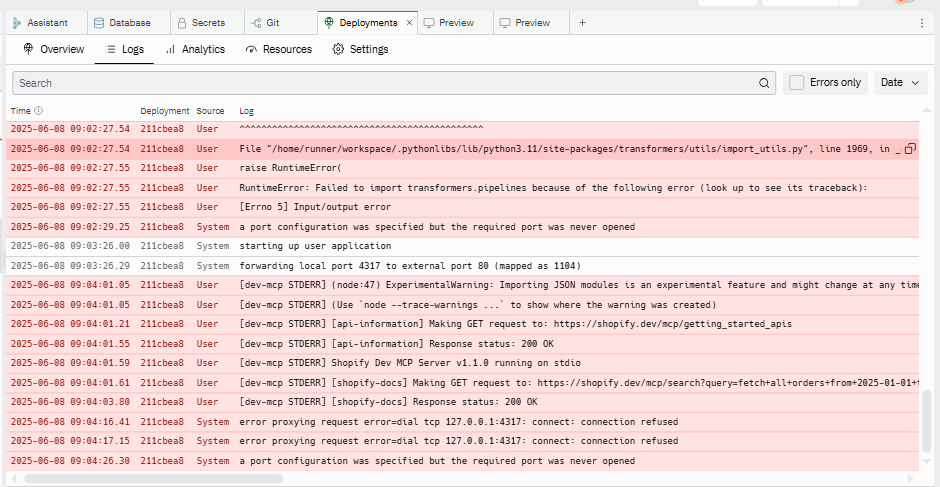 Assistant Database Secrets Git Deployments × Preview Preview +
Overview Logs Analytics Resources Settings
Search Errors only Date
Time Deployment Source Log
2025-06-08 09:02:27.54 211cbea8 User ^^^^^^^^^^^^^^^^^^^^^^^^^^^^^^^^^^^^^^^^^^^^^
2025-06-08 09:02:27.54 211cbea8 User File "/home/runner/workspace/.pythonlibs/lib/python3.11/site-packages/transformers/utils/import_utils.py", line 1969, in _
2025-06-08 09:02:27.55 211cbea8 User raise RuntimeError(
2025-06-08 09:02:27.55 211cbea8 User RuntimeError: Failed to import transformers.pipelines because of the following error (look up to see its traceback):
2025-06-08 09:02:27.55 211cbea8 User [Errno 5] Input/output error
2025-06-08 09:02:29.25 211cbea8 System a port configuration was specified but the required port was never opened
2025-06-08 09:03:26.00 211cbea8 System starting up user application
2025-06-08 09:03:26.29 211cbea8 System forwarding local port 4317 to external port 80 (mapped as 1104)
2025-06-08 09:04:01.05 211cbea8 User [dev-mcp STDERR] (node:47) ExperimentalWarning: Importing JSON modules is an experimental feature and might change at any time
2025-06-08 09:04:01.05 211cbea8 User [dev-mcp STDERR] (Use `node --trace-warnings ...` to show where the warning was created)
2025-06-08 09:04:01.21 211cbea8 User [dev-mcp STDERR] [api-information] Making GET request to: https://shopify.dev/mcp/getting_started_apis
2025-06-08 09:04:01.55 211cbea8 User [dev-mcp STDERR] [api-information] Response status: 200 OK
2025-06-08 09:04:01.59 211cbea8 User [dev-mcp STDERR] Shopify Dev MCP Server v1.1.0 running on stdio
2025-06-08 09:04:01.61 211cbea8 User [dev-mcp STDERR] [shopify-docs] Making GET request to: https://shopify.dev/mcp/search?query=fetch+all+orders+from+2025-01-01+
2025-06-08 09:04:03.80 211cbea8 User [dev-mcp STDERR] [shopify-docs] Response status: 200 OK
2025-06-08 09:04:16.41 211cbea8 System error proxying request error=dial tcp 127.0.0.1:4317: connect: connection refused
2025-06-08 09:04:17.15 211cbea8 System error proxying request error=dial tcp 127.0.0.1:4317: connect: connection refused
2025-06-08 09:04:26.30 211cbea8 System a port configuration was specified but the required port was never opened